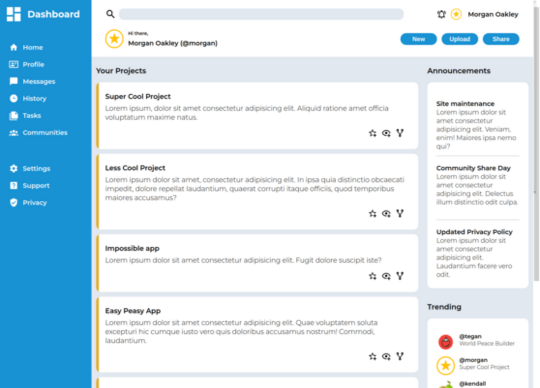 Dashboard
Home
Profile
Messages
History
Tasks
Communities
Settings
Support
Privacy
Morgan Oakley
Hi there,
Morgan Oakley (@morgan)
New
Upload
Share
Your Projects
Super Cool Project
Lorem ipsum, dolor sit amet consectetur adipisicing elit. Aliquid ratione amet officia
voluptatum maxime natus.
Less Cool Project
Lorem ipsum dolor sit amet consectetur adipisicing elit. In ipsa quia distinctio obcaecati
impedit, dolore repellat laudantium, quaerat corrupti itaque officiis, quod temporibus
maiores accusamus?
Impossible app
Lorem ipsum dolor sit amet consectetur adipisicing elit. Fugit dolore suscipit iste?
Easy Peasy App
Lorem ipsum dolor sit amet consectetur adipisicing elit. Quae voluptatem soluta
excepturi hic cumque iusto vero quis doloribus accusamus nostrum! Commodi,
laudantium.
Announcements
Site maintenance
Lorem ipsum dolor sit
amet consectetur
adipisicing elit. Veniam,
enim! Maiores ipsa nemo
qui?
Community Share Day
Lorem ipsum dolor sit
amet consectetur
adipisicing elit. Delectus
illum distinctio odit culpa.
Updated Privacy Policy
Lorem ipsum dolor sit
amet consectetur
adipisicing elit.
Laudantium facere vero
odit.
Trending
@tegan
World Peace Builder
@morgan
Super Cool Project
@kendall